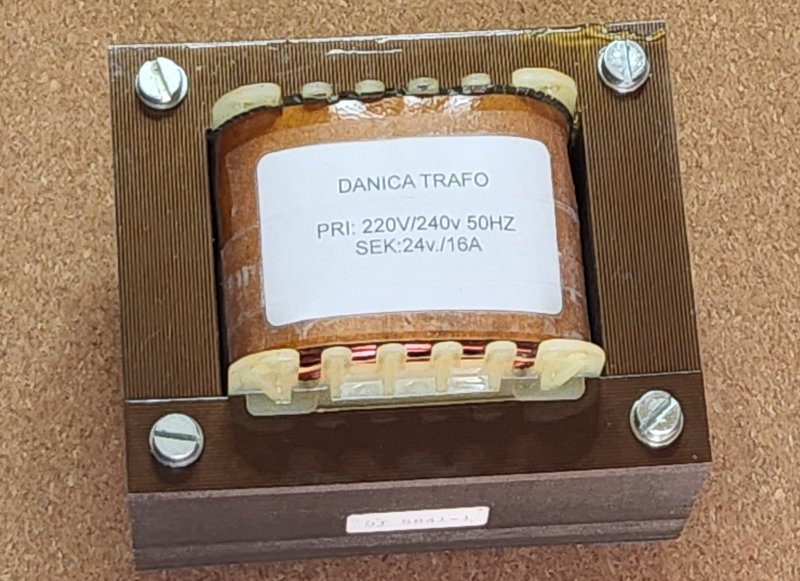 DANICA TRAFO
PRI: 220V/240v 50HZ
SEK:24v./16A